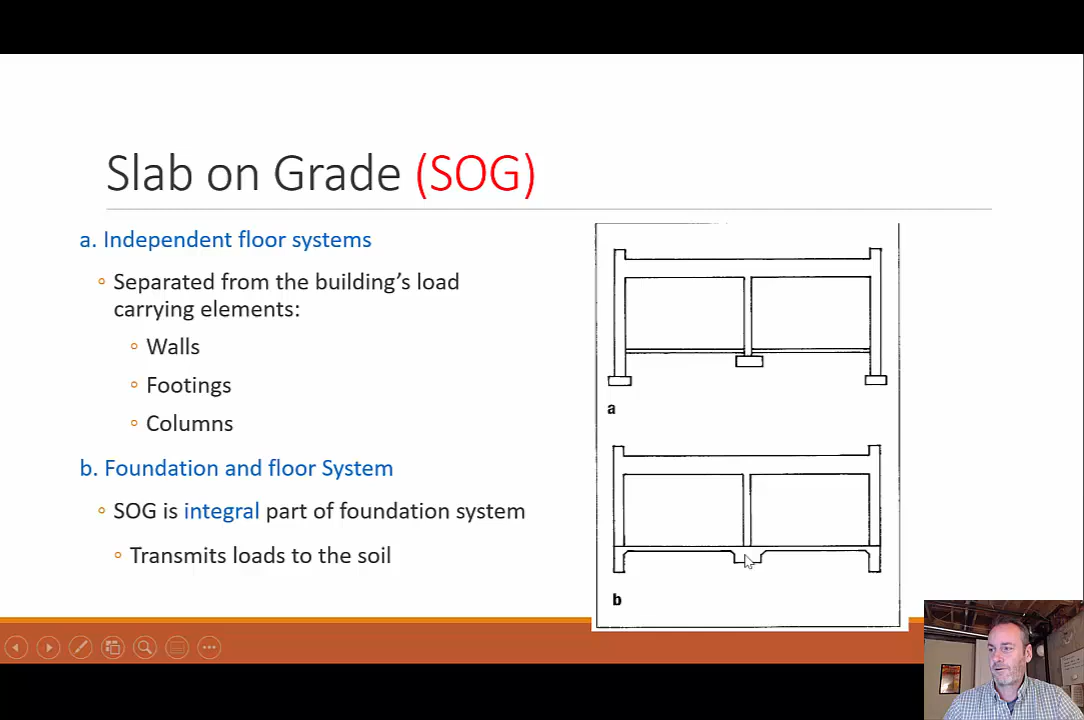 Slab on Grade (SOG)
a. Independent floor systems
Separated from the building’s load
carrying elements:
Walls
Footings
Columns
b. Foundation and floor System
SOG is integral part of foundation system
Transmits loads to the soil
a
b